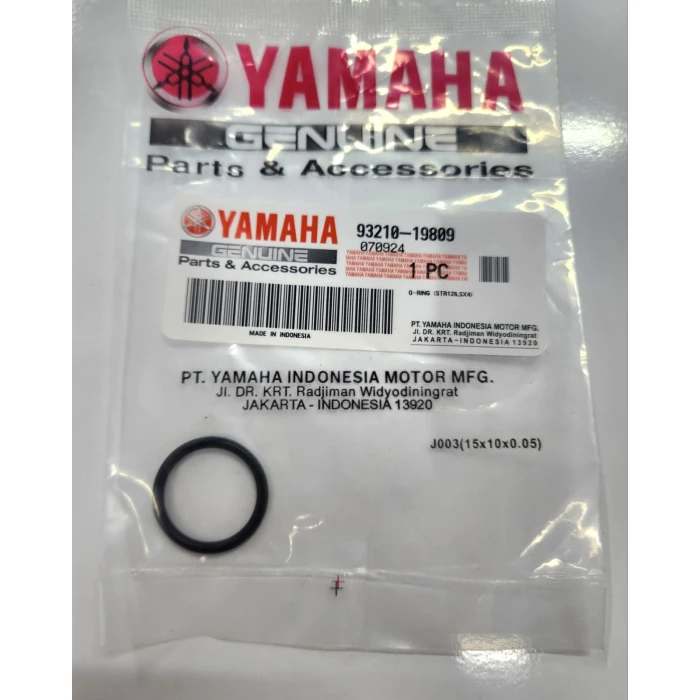 YAMAHA
GENUINE
Parts & Accessories
YAMAHA 93210-19809
GENUINE 070924
Parts & Accessories 1 PC
O-RING (STR126,SX4)
MADE IN INDONESIA
PT. YAMAHA INDONESIA MOTOR MFG.
Jl. DR. KRT. Radjiman Widyodiningrat
JAKARTA-INDONESIA 13920
PT. YAMAHA INDONESIA MOTOR MFG.
Jl. DR. KRT. Radjiman Widyodiningrat
JAKARTA - INDONESIA 13920
J003(15x10x0.05)